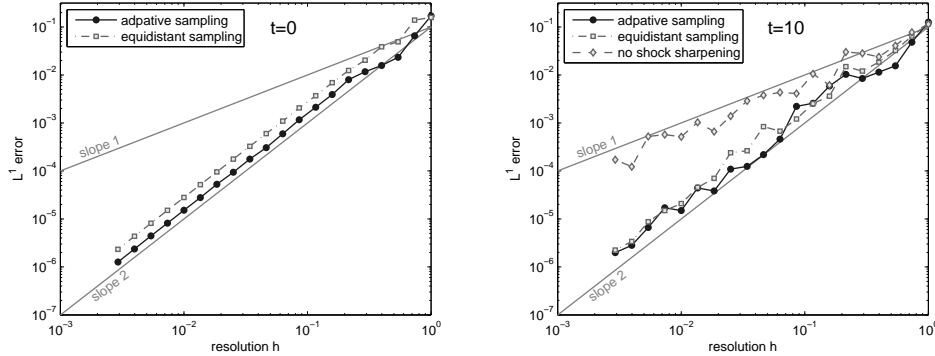 adpative sampling
equidistant sampling
t=0
10⁻¹
10⁻²
10⁻³
10⁻⁴
10⁻⁵
10⁻⁶
10⁻⁷
L¹ error
slope 1
slope 2
10⁻³
10⁻²
10⁻¹
10⁰
resolution h
adpative sampling
equidistant sampling
no shock sharpening
t=10
10⁻¹
10⁻²
10⁻³
10⁻⁴
10⁻⁵
10⁻⁶
10⁻⁷
L¹ error
slope 1
slope 2
10⁻³
10⁻²
10⁻¹
10⁰
resolution h